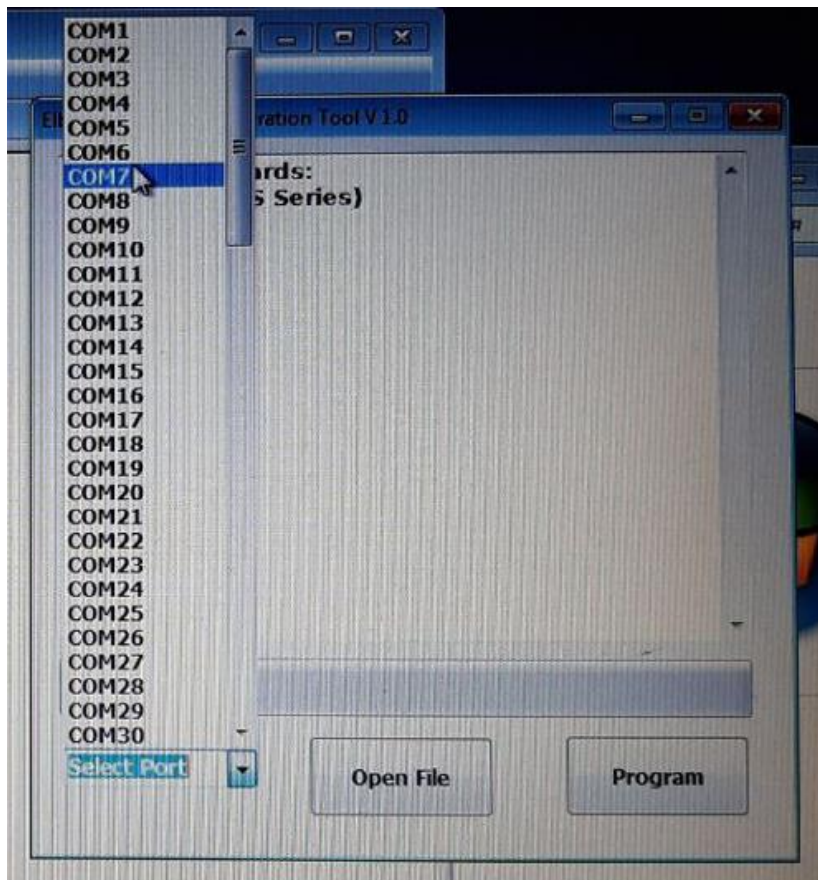 COM1
COM2
COM3
COM4
COM5
COM6
COM7
COM8
COM9
COM10
COM11
COM12
COM13
COM14
COM15
COM16
COM17
COM18
COM19
COM20
COM21
COM22
COM23
COM24
COM25
COM26
COM27
COM28
COM29
COM30
Select Port
Elb ration Tool V 1.0
ards:
S Series)
Open File
Program